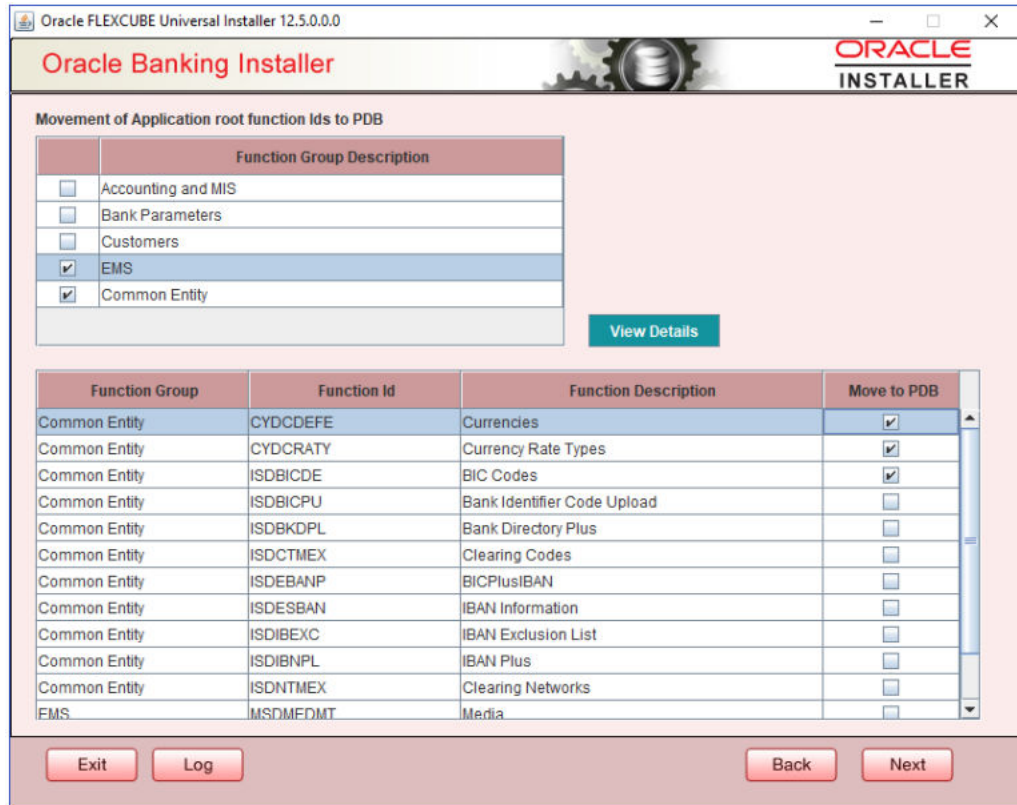 Oracle FLEXCUBE Universal Installer 12.5.0.0.0
Oracle Banking Installer
ORACLE
INSTALLER
Movement of Application root function Ids to PDB
Function Group Description
Accounting and MIS
Bank Parameters
Customers
EMS
Common Entity
View Details
Function Group Function Id Function Description Move to PDB
Common Entity CYDCDEFE Currencies
Common Entity CYDCRATY Currency Rate Types
Common Entity ISDBICDE BIC Codes
Common Entity ISDBICPU Bank Identifier Code Upload
Common Entity ISDBKDPL Bank Directory Plus
Common Entity ISDCTMEX Clearing Codes
Common Entity ISDEBANP BICPlusIBAN
Common Entity ISDESBAN IBAN Information
Common Entity ISDIBEXC IBAN Exclusion List
Common Entity ISDIBNPL IBAN Plus
Common Entity ISDNTMEX Clearing Networks
EMS MSDMEDMT Media
Exit Log Back Next